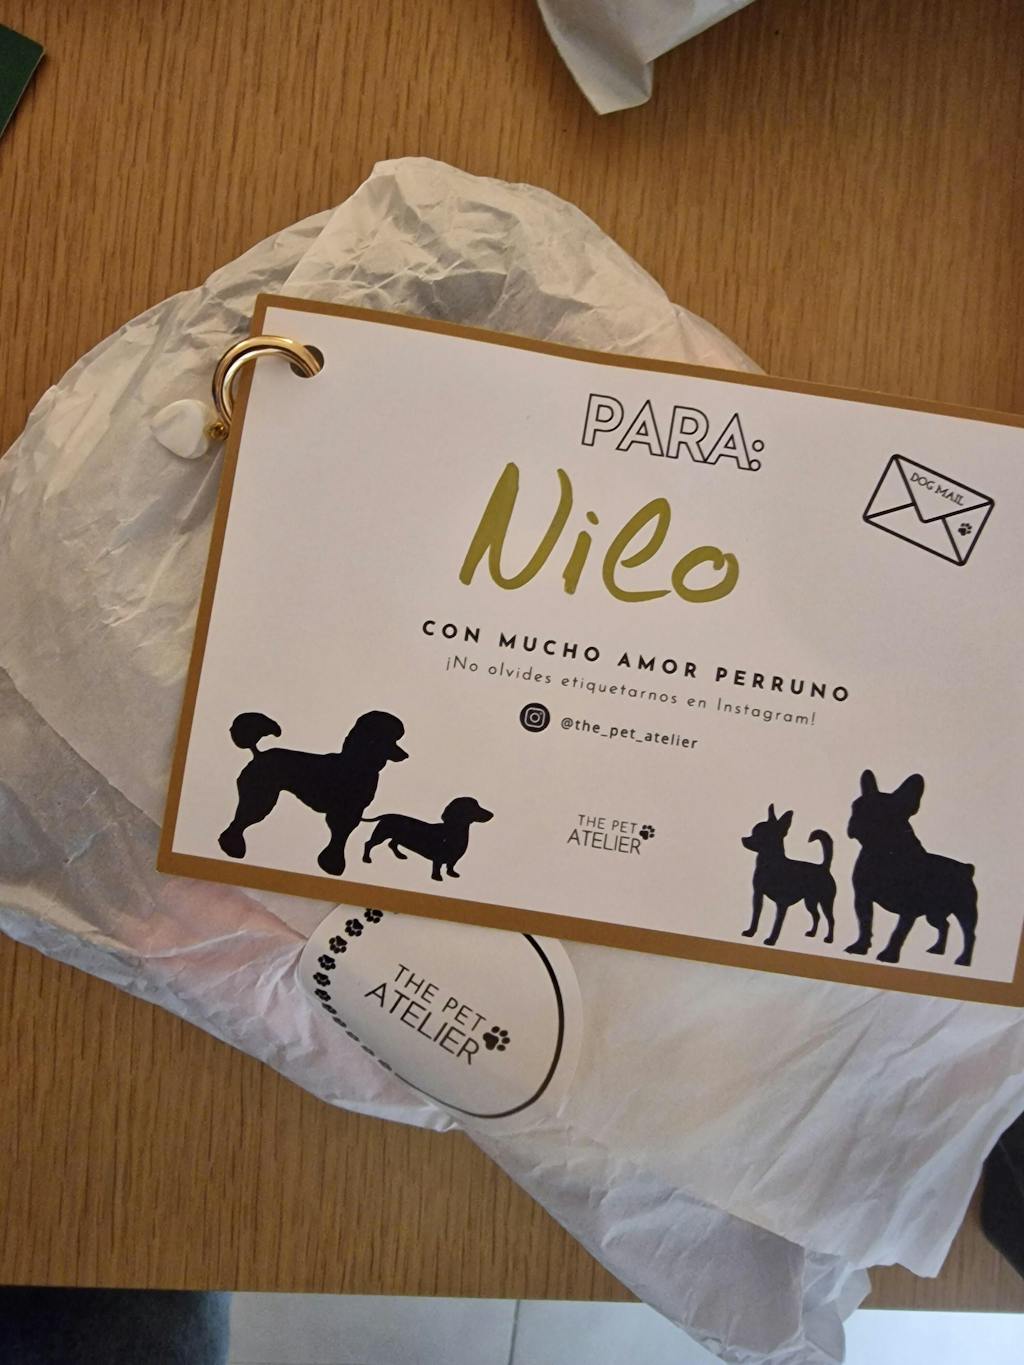 PARA:
DOG MAIL
Nilo
CON MUCHO AMOR PERRUNO
¡No olvides etiquetarnos en Instagram!
@the_pet_atelier
THE PET
ATELIER
THE PET
ATELIER